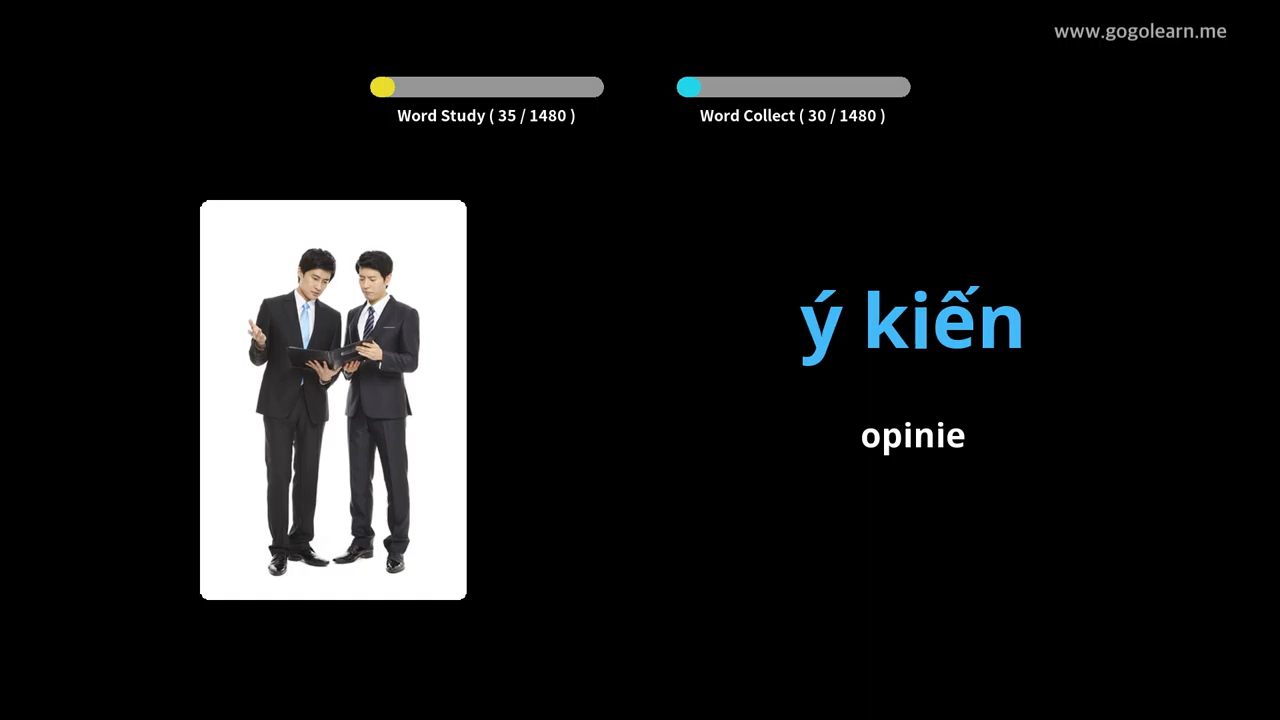 www.gogolearn.me
Word Study ( 35 / 1480 )
Word Collect ( 30 / 1480 )
ý kiến
opinie